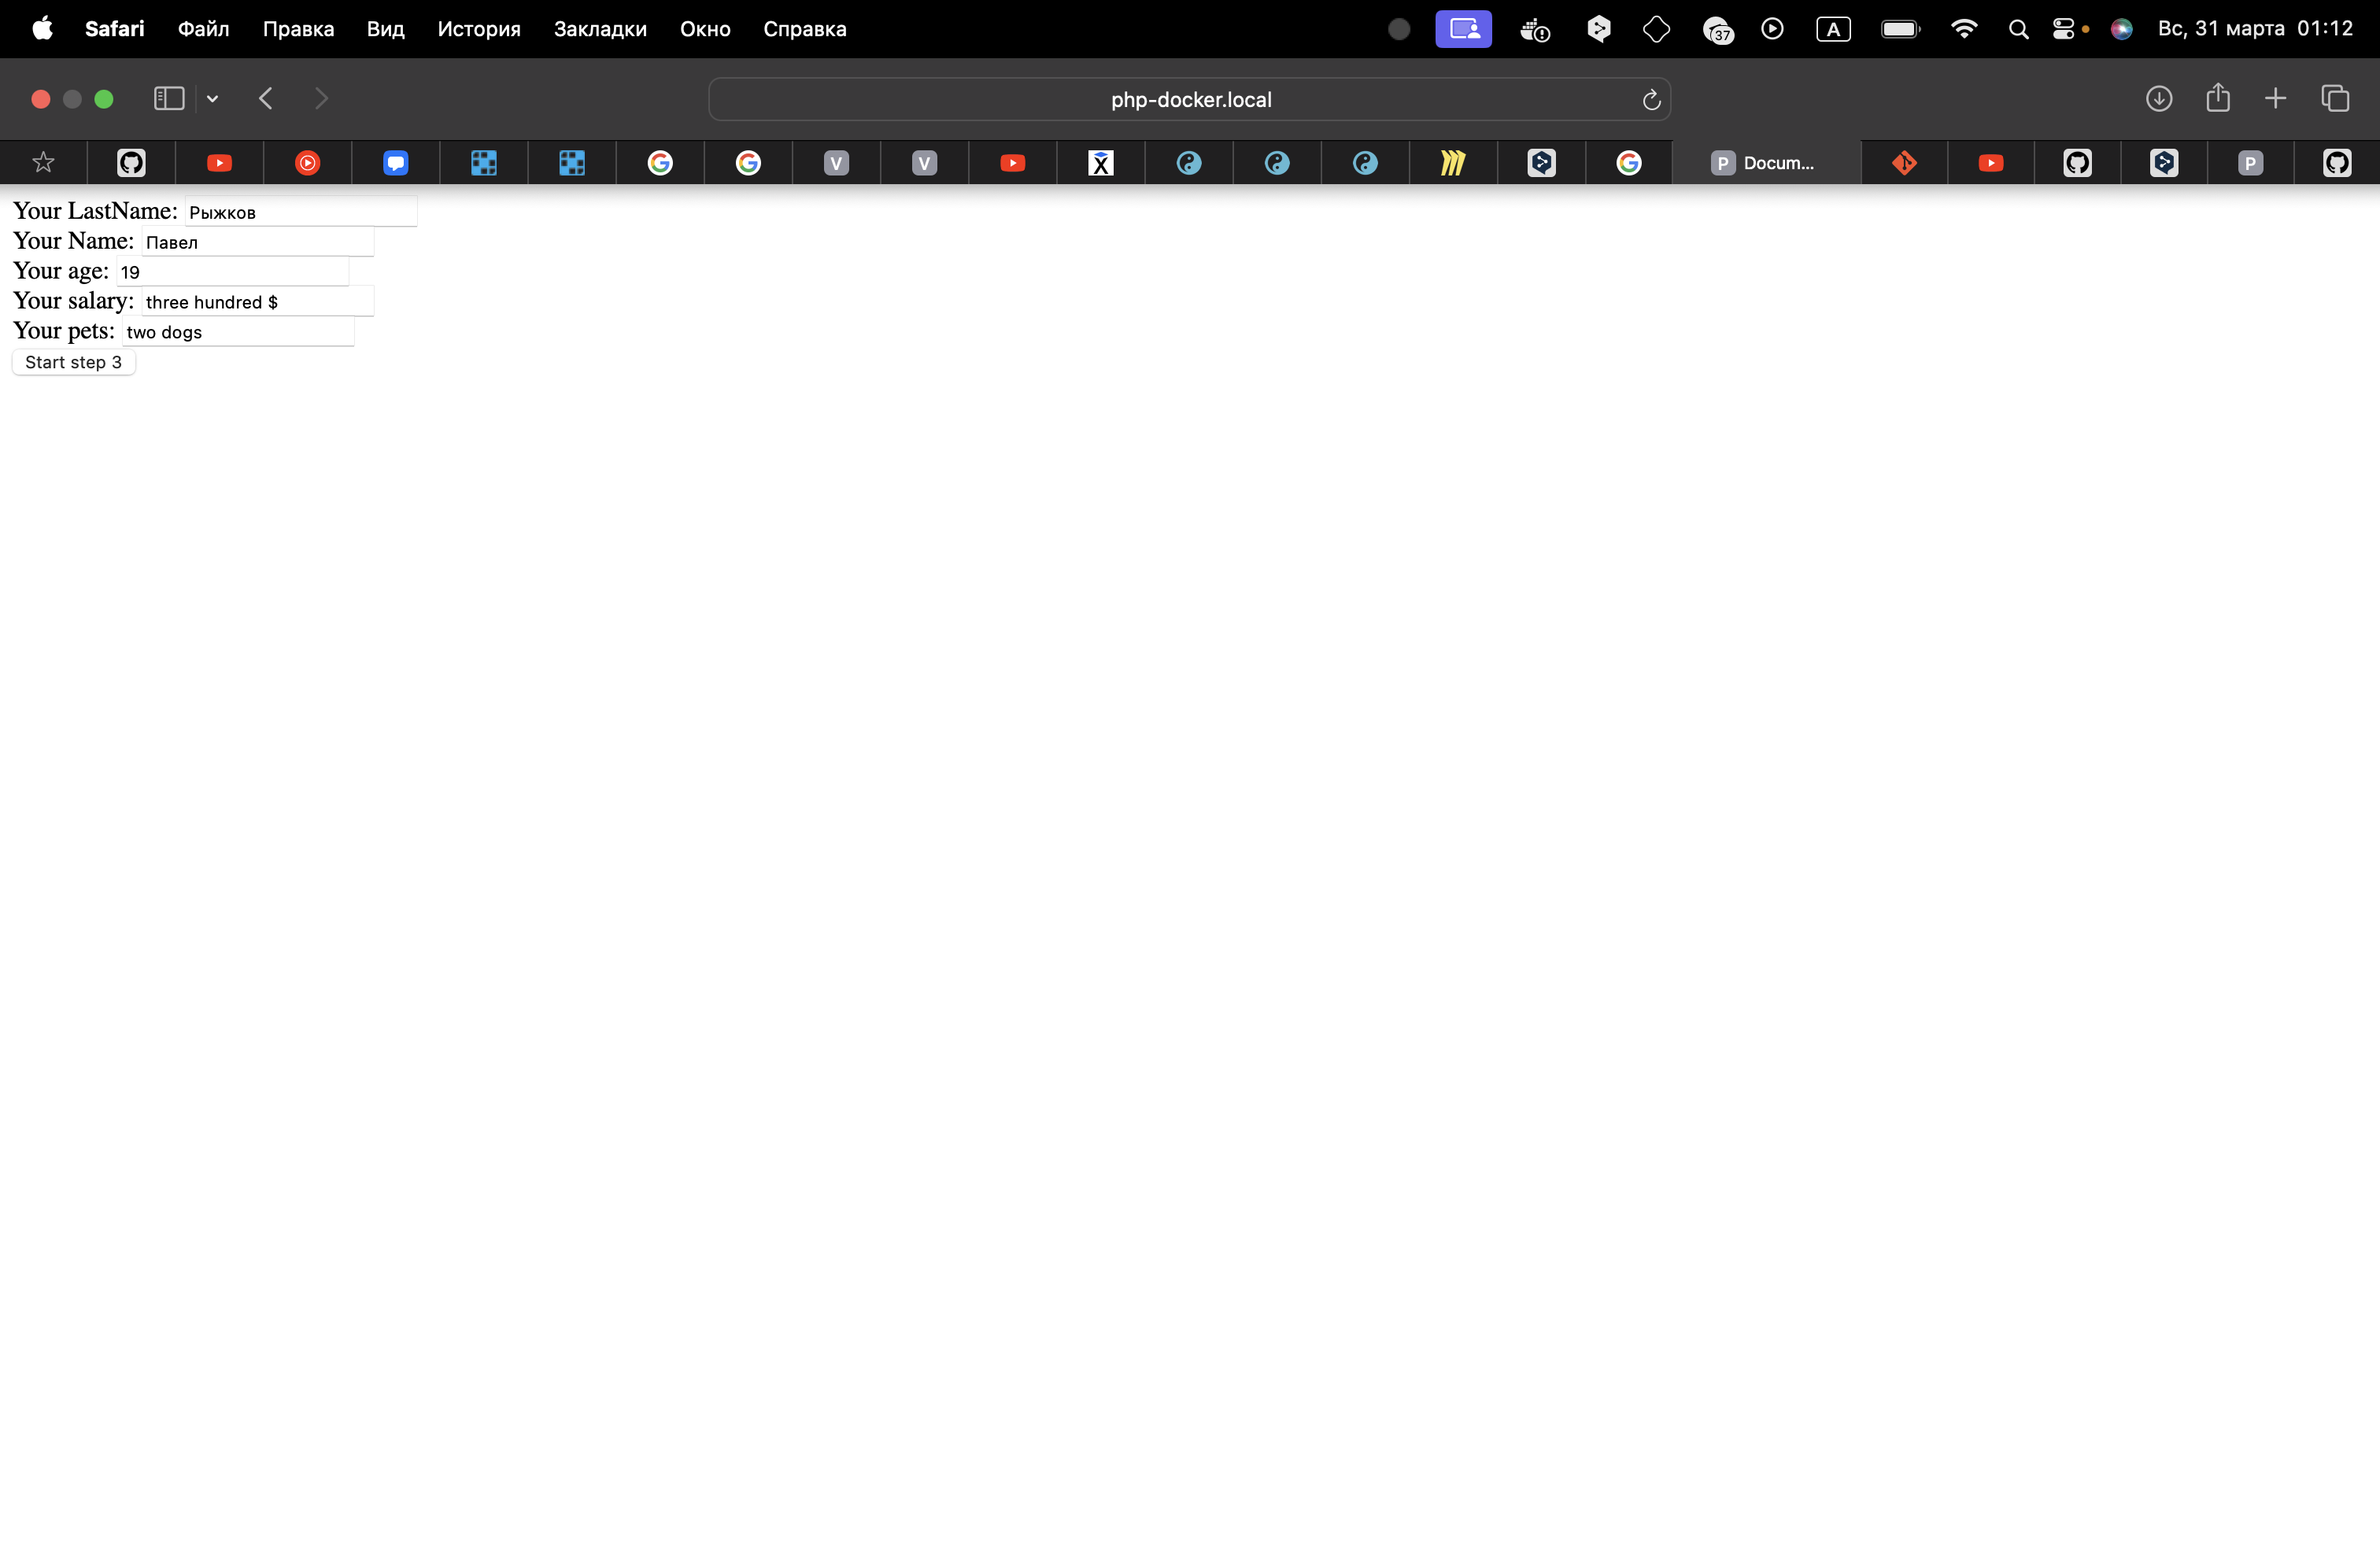 Safari Файл Правка Вид История Закладки Окно Справка 37 A Вс, 31 марта 01:12
php-docker.local
V V X P Docum... P
Your LastName: Рыжков
Your Name: Павел
Your age: 19
Your salary: three hundred $
Your pets: two dogs
Start step 3